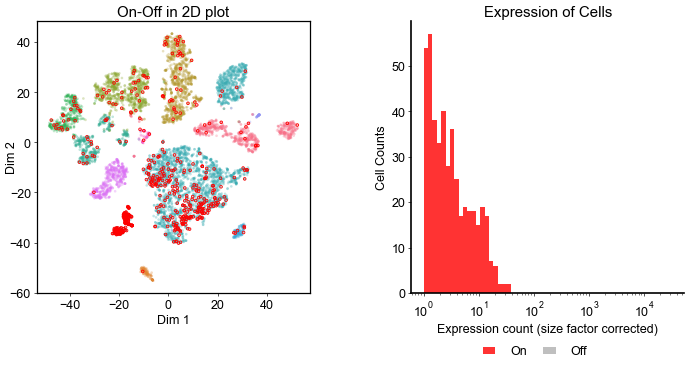 On-Off in 2D plot
40
20
0
−20
−40
−60
Dim 2
−40 −20 0 20 40
Dim 1
Expression of Cells
50
40
30
20
10
0
Cell Counts
10^0 10^1 10^2 10^3 10^4
Expression count (size factor corrected)
On Off